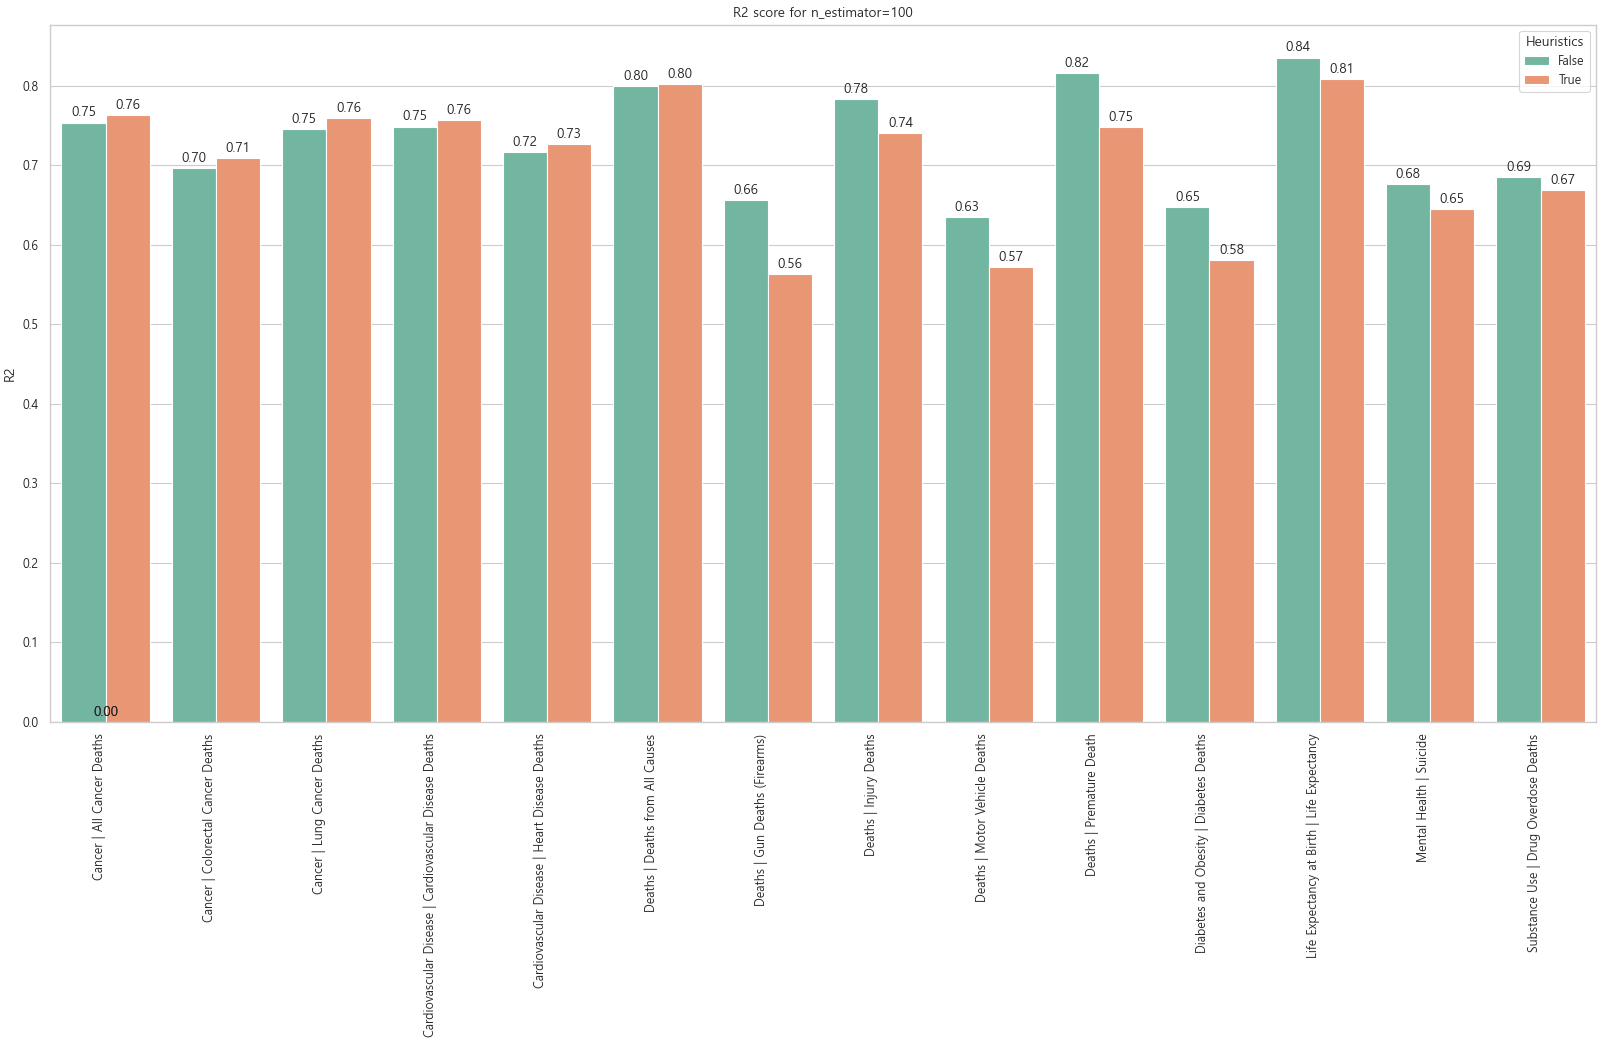 R2 score for n_estimator=100
Heuristics
False
True
R2
0.8
0.7
0.6
0.5
0.4
0.3
0.2
0.1
0.0
0.75
0.76
0.70
0.71
0.75
0.76
0.75
0.76
0.72
0.73
0.80
0.80
0.66
0.56
0.78
0.74
0.63
0.57
0.82
0.75
0.65
0.58
0.84
0.81
0.68
0.65
0.69
0.67
0.00
Cancer | All Cancer Deaths
Cancer | Colorectal Cancer Deaths
Cancer | Lung Cancer Deaths
Cardiovascular Disease | Cardiovascular Disease Deaths
Cardiovascular Disease | Heart Disease Deaths
Deaths | Deaths from All Causes
Deaths | Gun Deaths (Firearms)
Deaths | Injury Deaths
Deaths | Motor Vehicle Deaths
Deaths | Premature Death
Diabetes and Obesity | Diabetes Deaths
Life Expectancy at Birth | Life Expectancy
Mental Health | Suicide
Substance Use | Drug Overdose Deaths